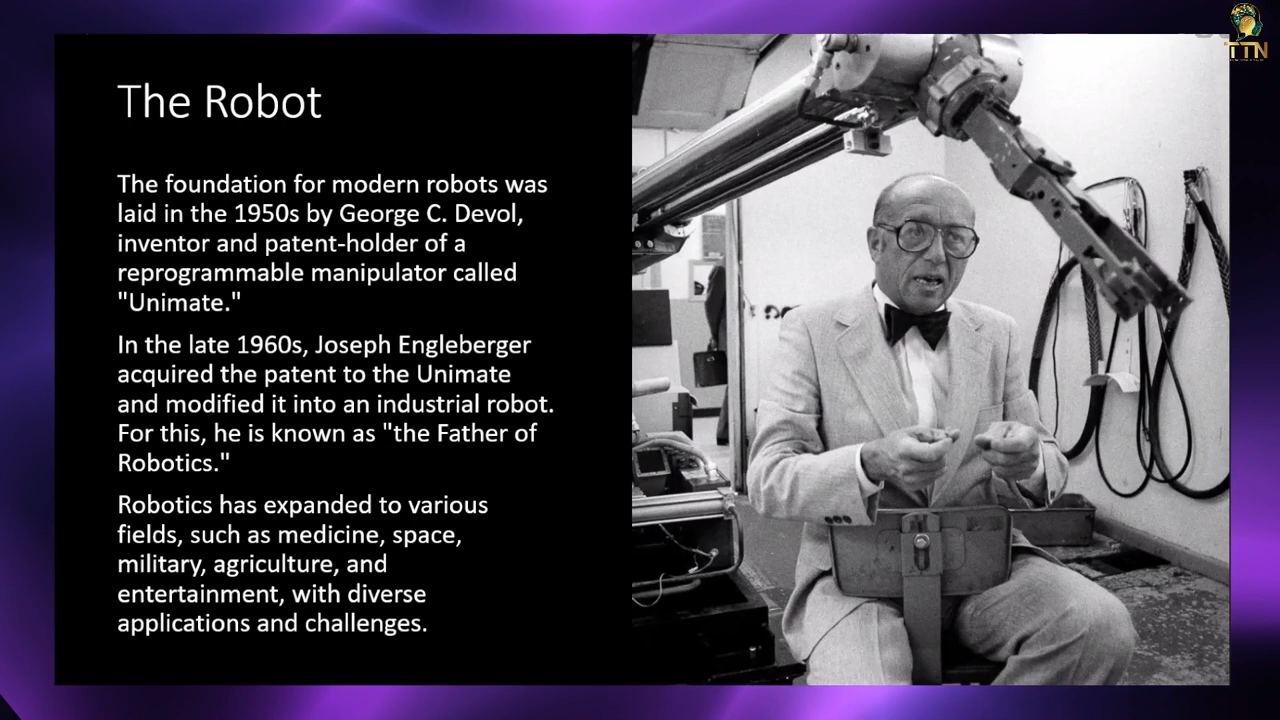 TTN
The Robot
The foundation for modern robots was
laid in the 1950s by George C. Devol,
inventor and patent-holder of a
reprogrammable manipulator called
"Unimate."
In the late 1960s, Joseph Engleberger
acquired the patent to the Unimate
and modified it into an industrial robot.
For this, he is known as "the Father of
Robotics."
Robotics has expanded to various
fields, such as medicine, space,
military, agriculture, and
entertainment, with diverse
applications and challenges.